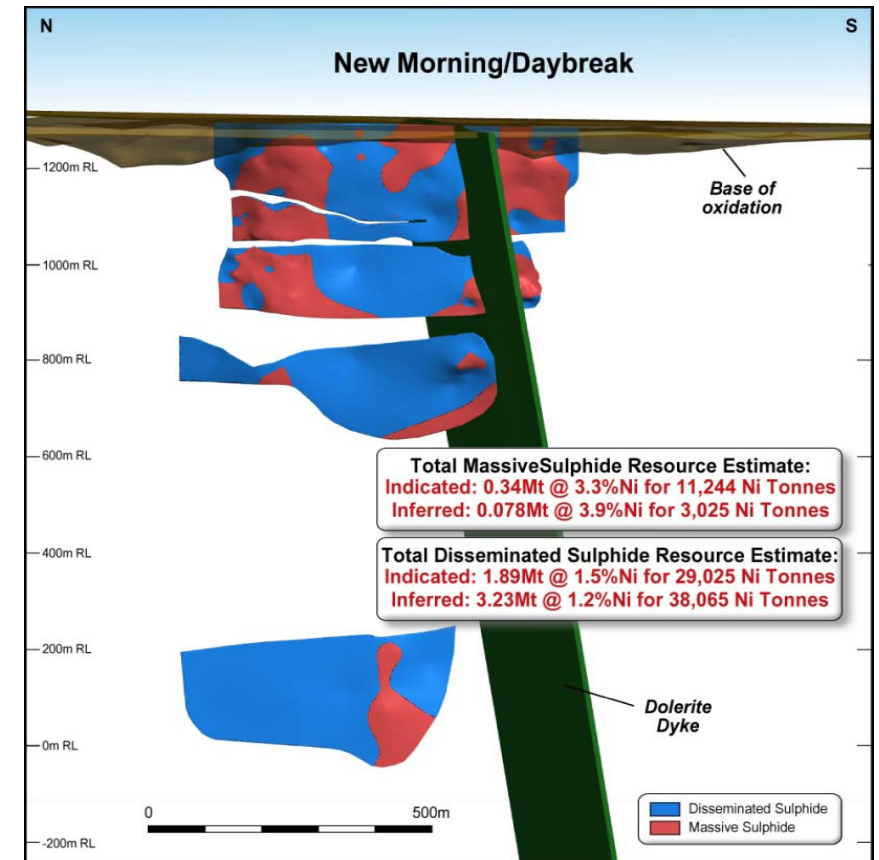 N
S
New Morning/Daybreak
1200m RL
Base of
oxidation
1000m RL
800m RL
600m RL
Total MassiveSulphide Resource Estimate:
Indicated: 0.34Mt @ 3.3%Ni for 11,244 Ni Tonnes
Inferred: 0.078Mt @ 3.9%Ni for 3,025 Ni Tonnes
400m RL
Total Disseminated Sulphide Resource Estimate:
Indicated: 1.89Mt @ 1.5%Ni for 29,025 Ni Tonnes
Inferred: 3.23Mt @ 1.2%Ni for 38,065 Ni Tonnes
200m RL
Dolerite
Dyke
0m RL
0
500m
Disseminated Sulphide
Massive Sulphide
-200m RL